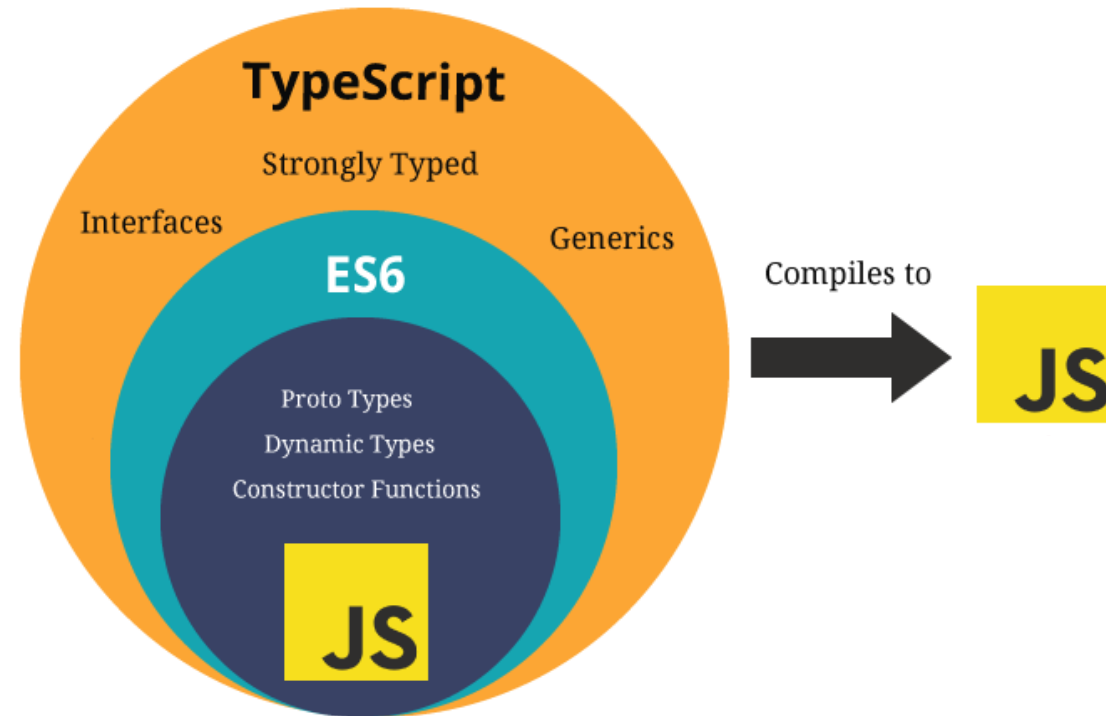 TypeScript
Strongly Typed
Interfaces
Generics
ES6
Compiles to
Proto Types
Dynamic Types
Constructor Functions
JS
JS